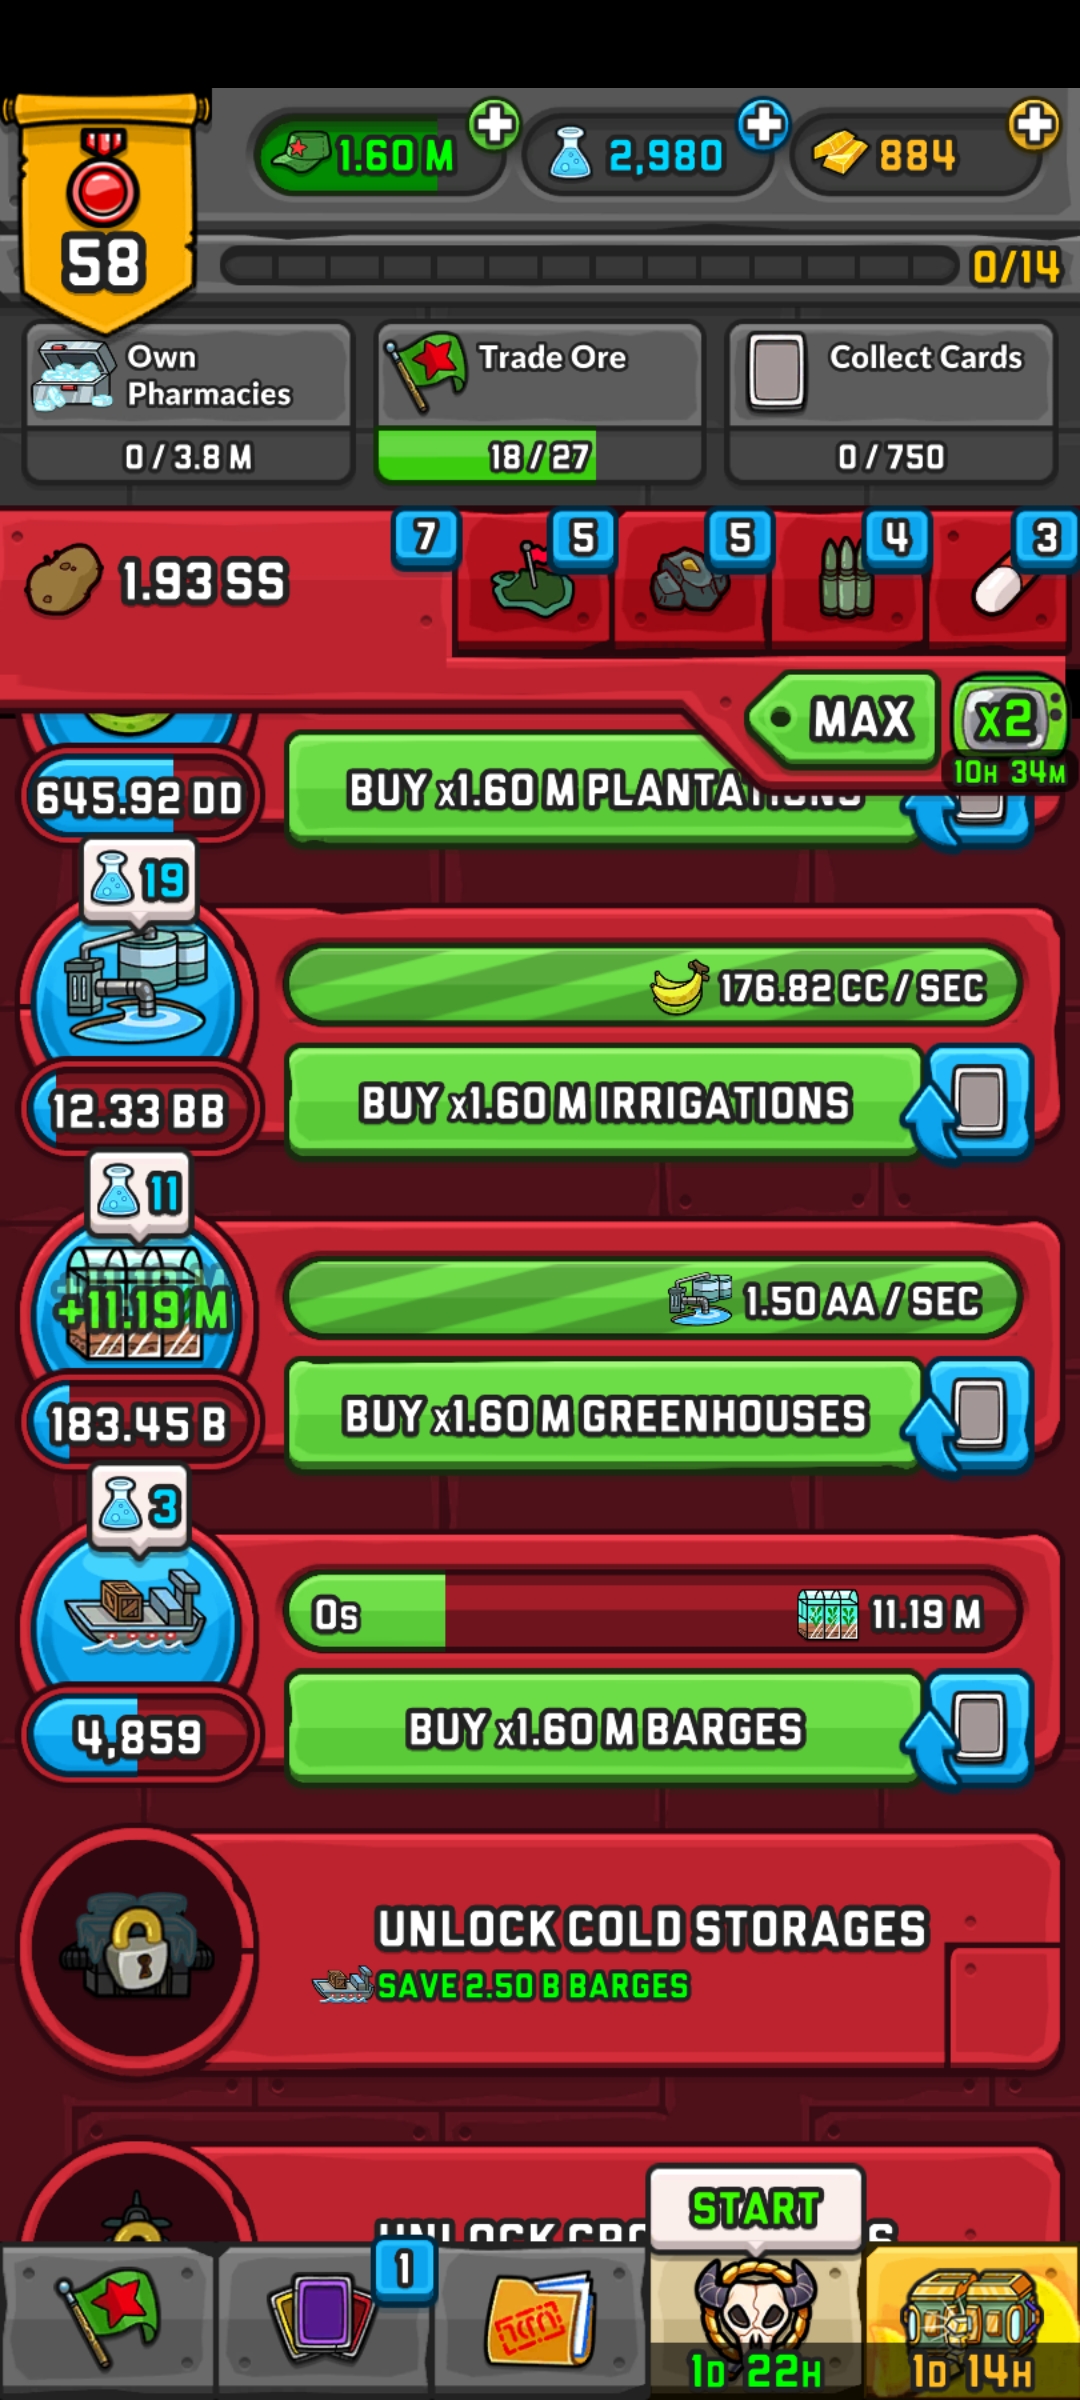 1.60 M
2,980
884
58
0/14
Own
Pharmacies
0 / 3.8 M
Trade Ore
18 / 27
Collect Cards
0 / 750
1.93 SS
7
5
5
4
3
MAX
x2
10H 34M
645.92 DD
BUY x1.60 M PLANTATIONS
19
176.82 CC / SEC
12.33 BB
BUY x1.60 M IRRIGATIONS
11
+11.19 M
1.50 AA / SEC
183.45 B
BUY x1.60 M GREENHOUSES
3
0s
11.19 M
4,859
BUY x1.60 M BARGES
UNLOCK COLD STORAGES
SAVE 2.50 B BARGES
UNLOCK
START
1
1D 22H
1D 14H